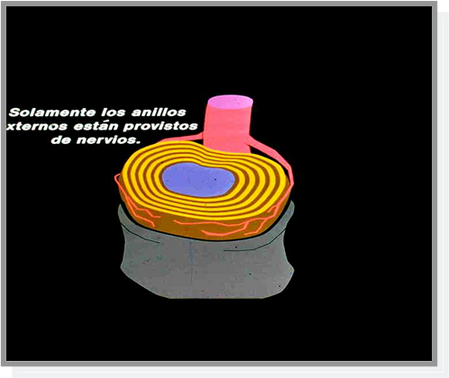 Solamente los anillos
xternos están provistos
de nervios.